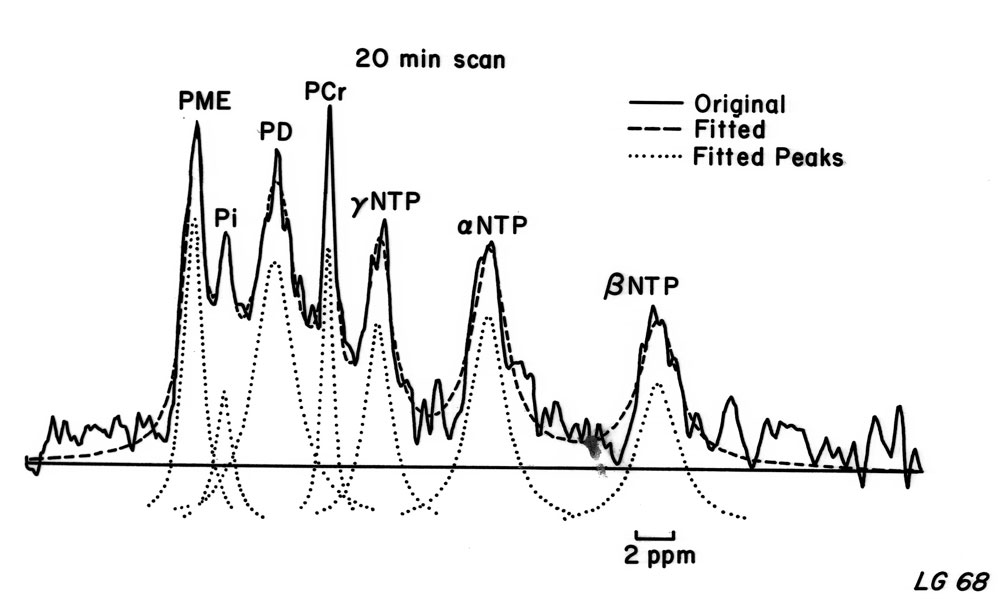 20 min scan
PCr
PME
PD
Pi
γNTP
αNTP
βNTP
Original
Fitted
Fitted Peaks
2 ppm
LG 68